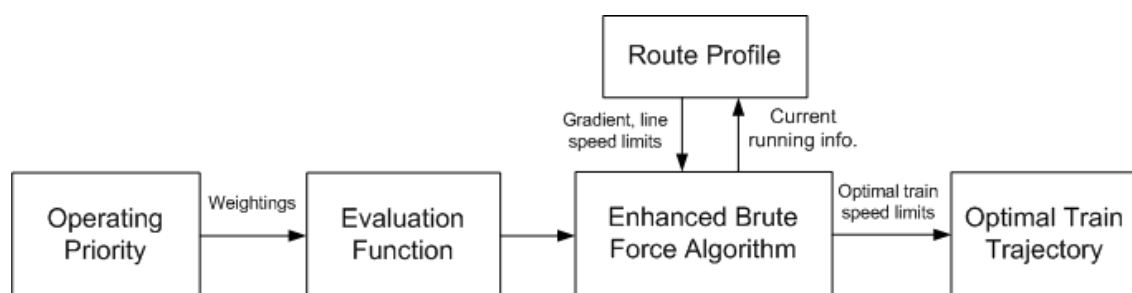 Route Profile
Gradient, line
speed limits
Current
running info.
Operating
Priority
Weightings
Evaluation
Function
Enhanced Brute
Force Algorithm
Optimal train
speed limits
Optimal Train
Trajectory